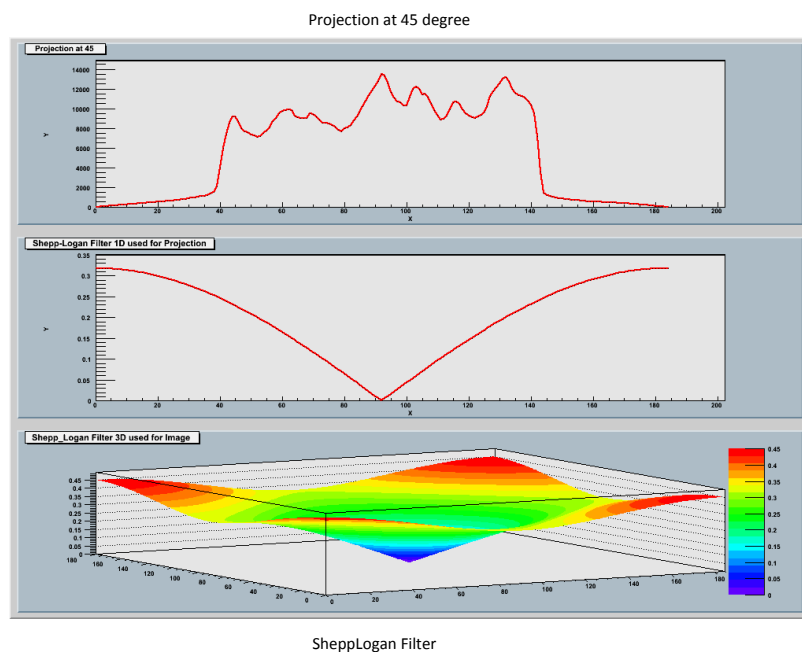 Projection at 45 degree
Projection at 45
14000
12000
10000
8000
6000
4000
2000
0
Y
0 20 40 60 80 100 120 140 160 180 200
X
Shepp-Logan Filter 1D used for Projection
0.35
0.3
0.25
0.2
0.15
0.1
0.05
0
Y
0 20 40 60 80 100 120 140 160 180 200
X
Shepp_Logan Filter 3D used for Image
0.45
0.4
0.35
0.3
0.25
0.2
0.15
0.1
0.05
0
180 160 140 120 100 80 60 40 20 0
0 20 40 60 80 100 120 140 160 180
0.45
0.4
0.35
0.3
0.25
0.2
0.15
0.1
0.05
0
SheppLogan Filter